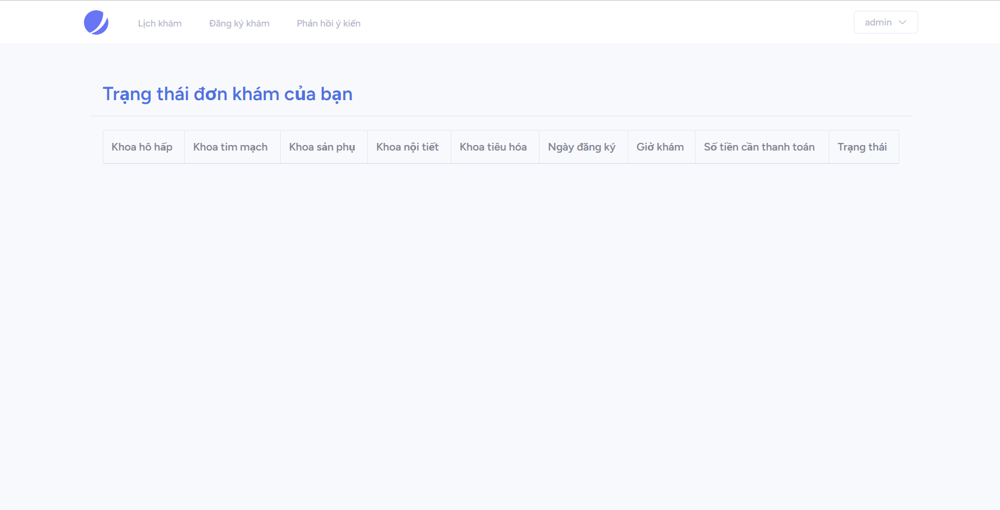 Lịch khám Đăng ký khám Phản hồi ý kiến admin
Trạng thái đơn khám của bạn
Khoa hô hấp Khoa tim mạch Khoa sản phụ Khoa nội tiết Khoa tiêu hóa Ngày đăng ký Giờ khám Số tiền cần thanh toán Trạng thái